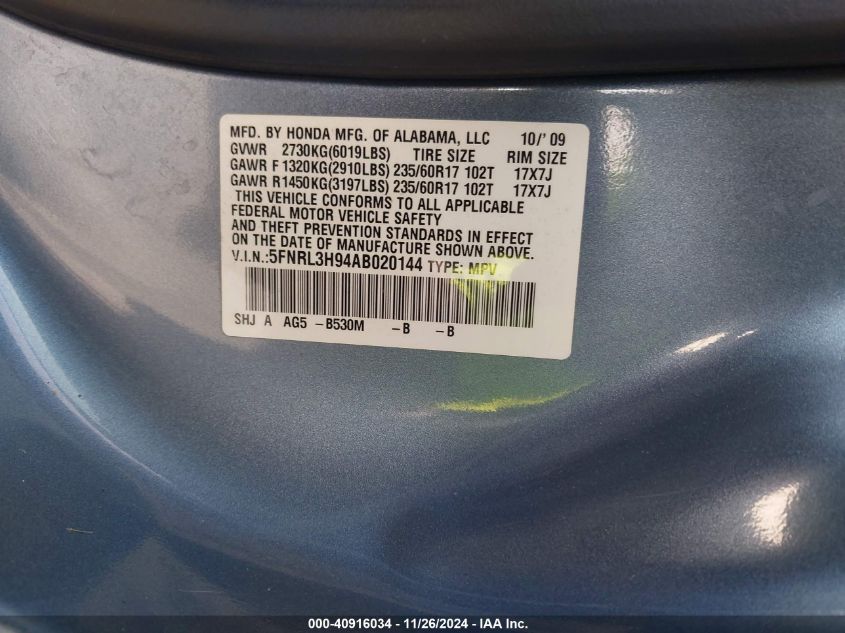 MFD. BY HONDA MFG. OF ALABAMA, LLC 10/'09
GVWR 2730KG(6019LBS) TIRE SIZE RIM SIZE
GAWR F 1320KG(2910LBS) 235/60R17 102T 17X7J
GAWR R1450KG(3197LBS) 235/60R17 102T 17X7J
THIS VEHICLE CONFORMS TO ALL APPLICABLE
FEDERAL MOTOR VEHICLE SAFETY
AND THEFT PREVENTION STANDARDS IN EFFECT
ON THE DATE OF MANUFACTURE SHOWN ABOVE.
V.I.N.:5FNRL3H94AB020144 TYPE: MPV
SHJ A AG5 –B530M –B –B
000-40916034 - 11/26/2024 - IAA Inc.